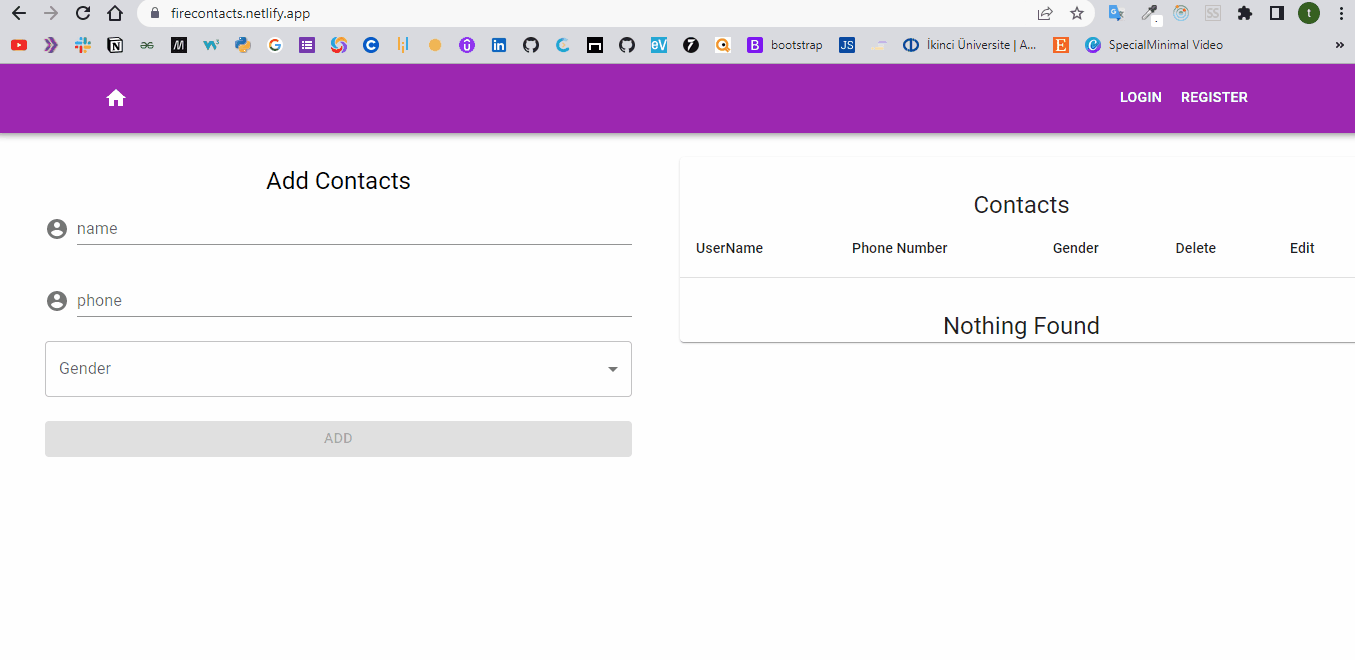 firecontacts.netlify.app
t
bootstrap
JS
İkinci Üniversite | A...
SpecialMinimal Video
»
LOGIN REGISTER
Add Contacts
name
phone
Gender
ADD
Contacts
UserName Phone Number Gender Delete Edit
Nothing Found